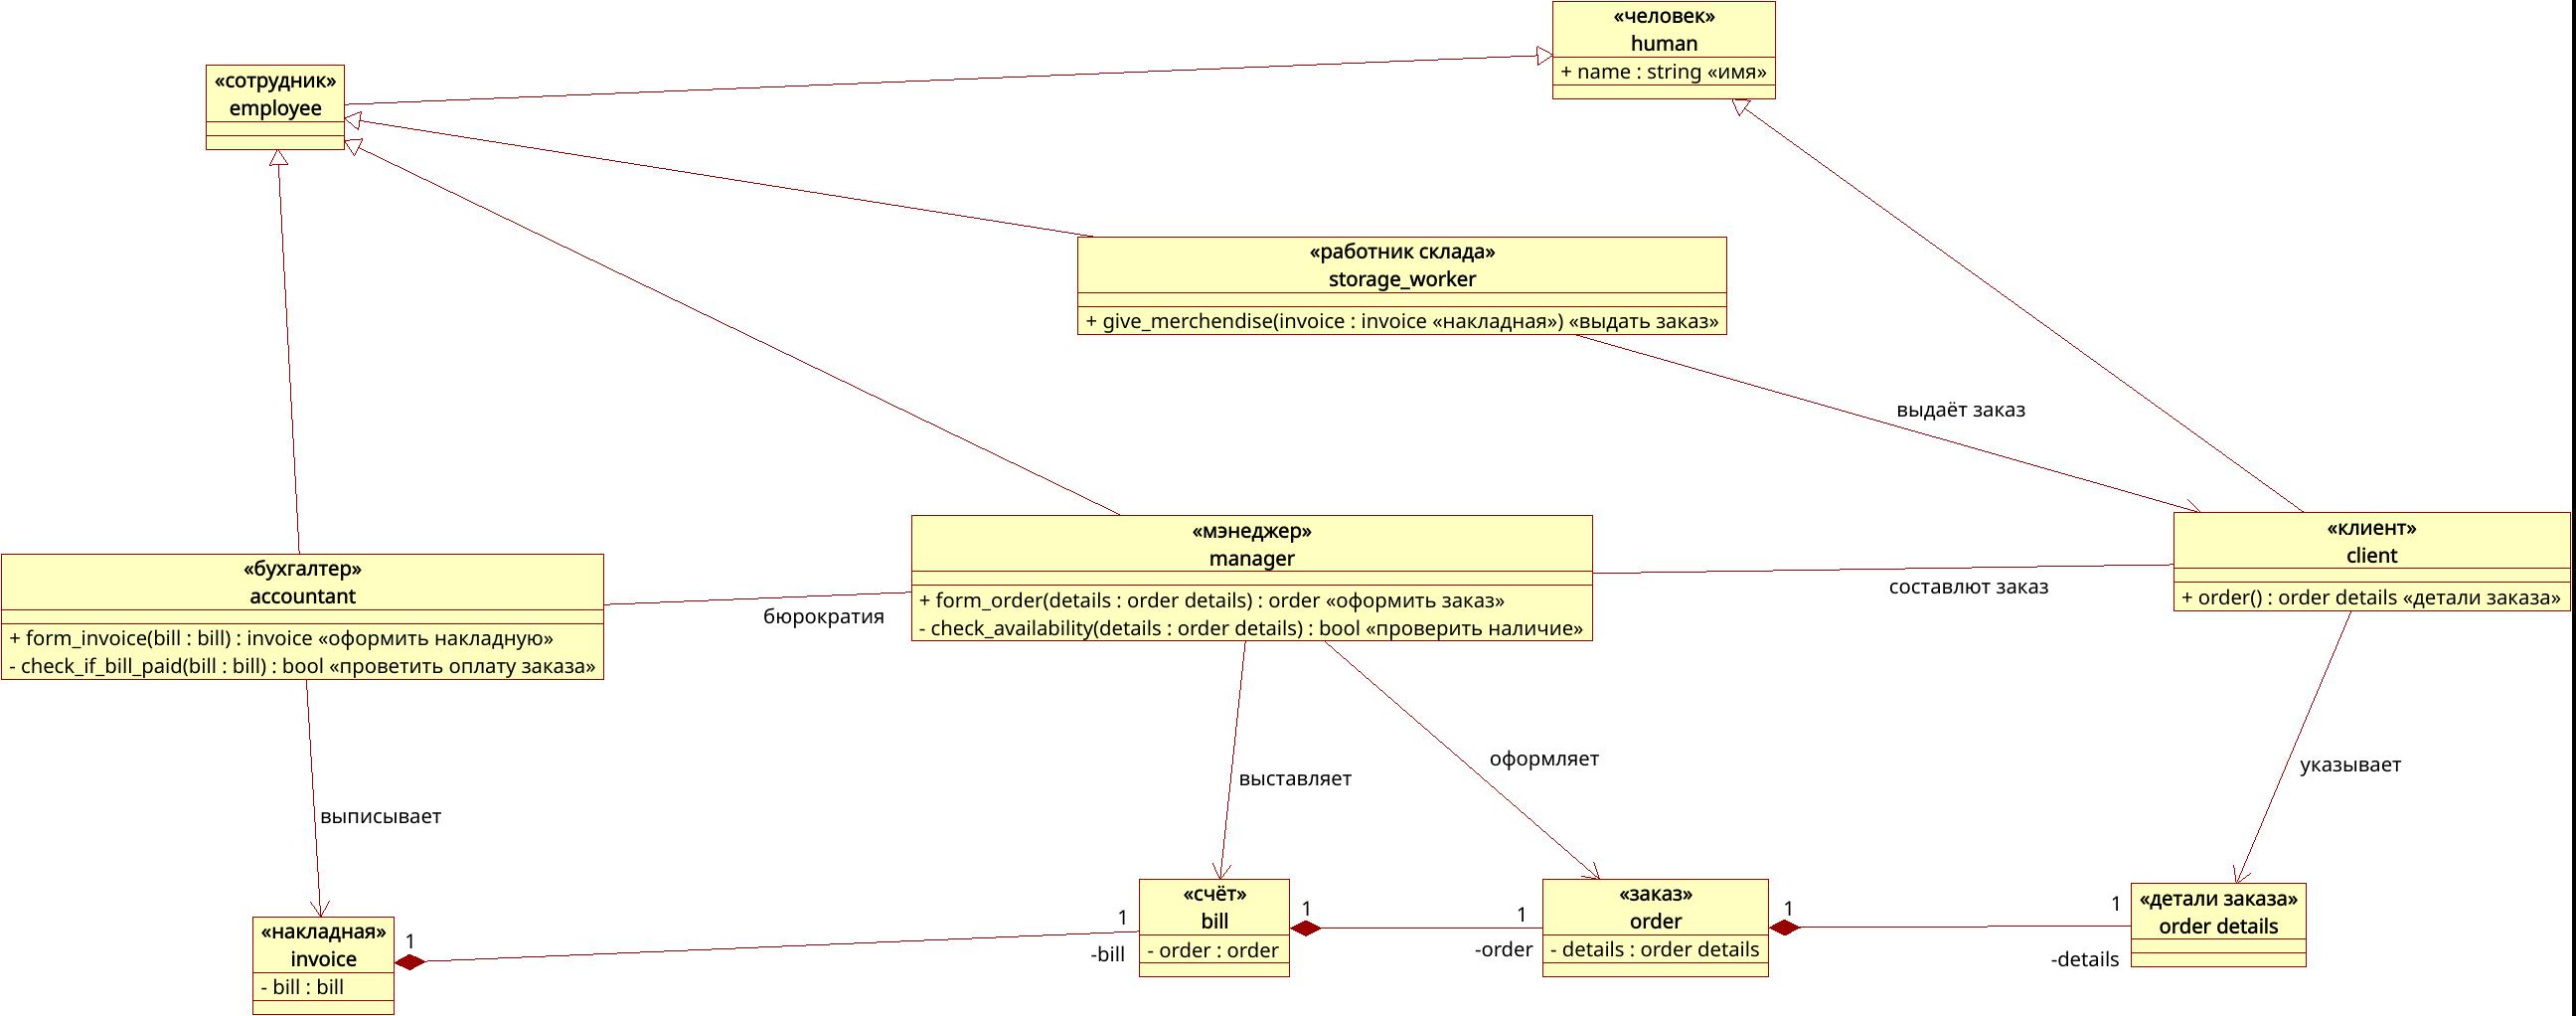 «человек»
human
+ name : string «имя»
«сотрудник»
employee
«работник склада»
storage_worker
+ give_merchendise(invoice : invoice «накладная») «выдать заказ»
выдаёт заказ
«бухгалтер»
accountant
+ form_invoice(bill : bill) : invoice «оформить накладную»
- check_if_bill_paid(bill : bill) : bool «проветить оплату заказа»
бюрократия
«мэнеджер»
manager
+ form_order(details : order details) : order «оформить заказ»
- check_availability(details : order details) : bool «проверить наличие»
составлют заказ
«клиент»
client
+ order() : order details «детали заказа»
выписывает
выставляет
оформляет
указывает
«накладная»
invoice
- bill : bill
1
1
-bill
«счёт»
bill
- order : order
1
1
-order
«заказ»
order
- details : order details
1
1
-details
«детали заказа»
order details